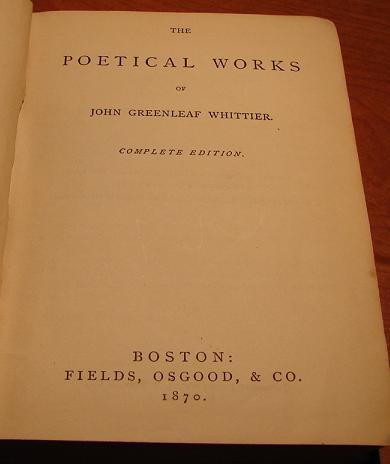 THE
POETICAL WORKS
OF
JOHN GREENLEAF WHITTIER.
COMPLETE EDITION.
BOSTON:
FIELDS, OSGOOD, & CO.
1870.